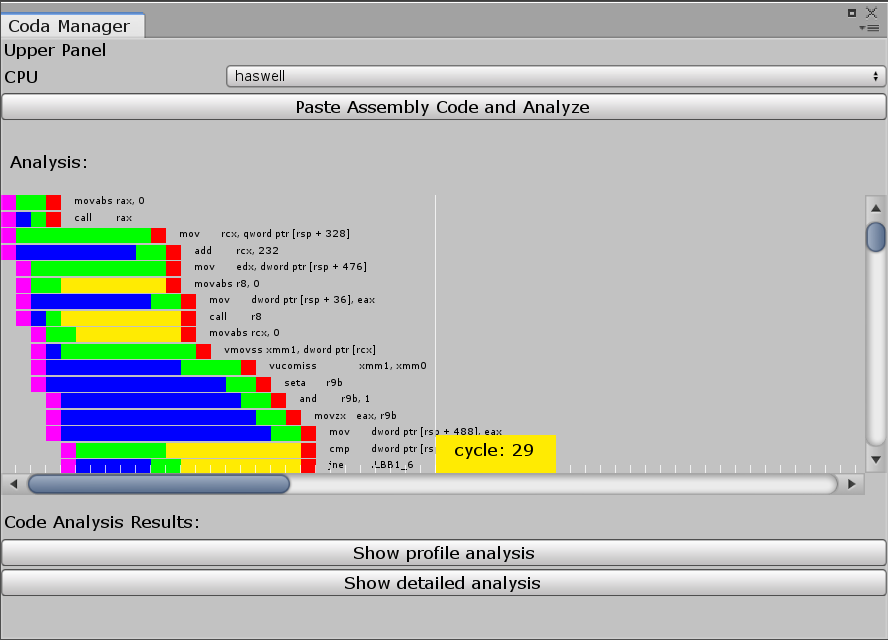 Coda Manager
Upper Panel
CPU haswell
Paste Assembly Code and Analyze
Analysis:
movabs rax, 0
call rax
mov rcx, qword ptr [rsp + 328]
add rcx, 232
mov edx, dword ptr [rsp + 476]
movabs r8, 0
mov dword ptr [rsp + 36], eax
call r8
movabs rcx, 0
vmovss xmm1, dword ptr [rcx]
vucomiss xmm1, xmm0
seta r9b
and r9b, 1
movzx eax, r9b
mov dword ptr [rsp + 488], eax
cmp dword ptr
cycle: 29
jne .LBB1_6
Code Analysis Results:
Show profile analysis
Show detailed analysis